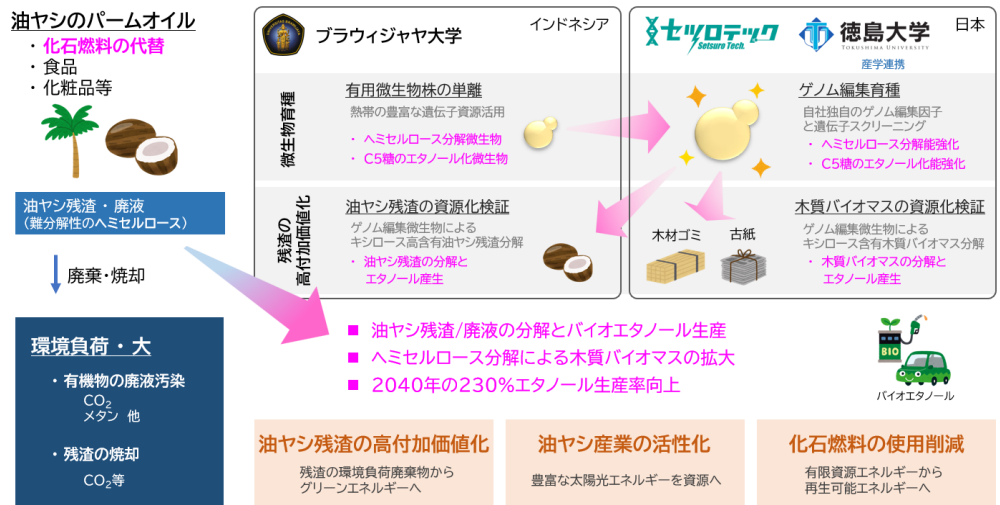 油ヤシのパームオイル
・化石燃料の代替
・食品
・化粧品等
油ヤシ残渣・廃液
(難分解性のヘミセルロース)
廃棄・焼却
環境負荷・大
・有機物の廃液汚染
CO2
メタン 他
・残渣の焼却
CO2等
ブラウィジャヤ大学
インドネシア
セツロテック
Setsuro Tech.
徳島大学
TOKUSHIMA UNIVERSITY
日本
産学連携
微生物育種
有用微生物株の単離
熱帯の豊富な遺伝子資源活用
・ヘミセルロース分解微生物
・C5糖のエタノール化微生物
ゲノム編集育種
自社独自のゲノム編集因子
と遺伝子スクリーニング
・ヘミセルロース分解能強化
・C5糖のエタノール化能強化
残渣の
高付加価値化
油ヤシ残渣の資源化検証
ゲノム編集微生物による
キシロース高含有油ヤシ残渣分解
・油ヤシ残渣の分解と
エタノール産生
木材ゴミ
古紙
木質バイオマスの資源化検証
ゲノム編集微生物による
キシロース含有木質バイオマス分解
・木質バイオマスの分解と
エタノール産生
■ 油ヤシ残渣/廃液の分解とバイオエタノール生産
■ ヘミセルロース分解による木質バイオマスの拡大
■ 2040年の230%エタノール生産率向上
BIO
バイオエタノール
油ヤシ残渣の高付加価値化
残渣の環境負荷廃棄物から
グリーンエネルギーへ
油ヤシ産業の活性化
豊富な太陽光エネルギーを資源へ
化石燃料の使用削減
有限資源エネルギーから
再生可能エネルギーへ